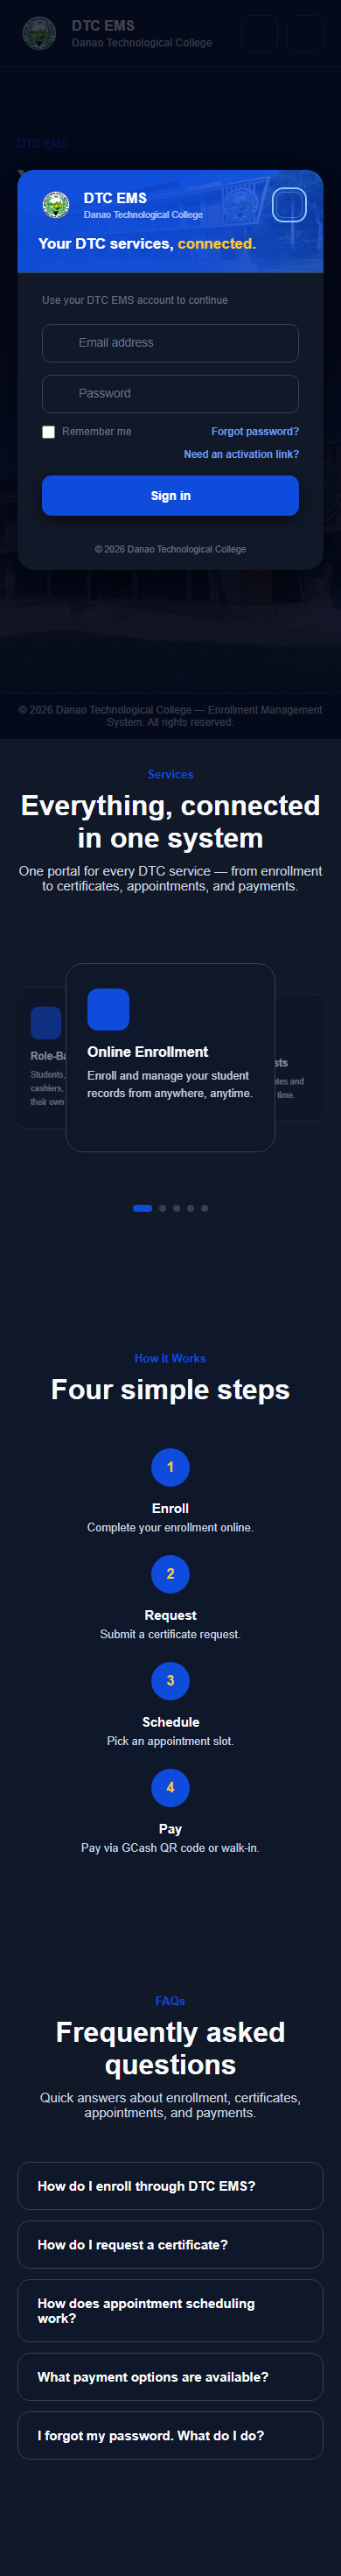 DTC EMS
Danao Technological College
DTC EMS
DTC EMS
Danao Technological College
Your DTC services, connected.
Use your DTC EMS account to continue
Email address
Password
Remember me
Forgot password?
Need an activation link?
Sign in
© 2026 Danao Technological College
© 2026 Danao Technological College — Enrollment Management
System. All rights reserved.
Services
Everything, connected
in one system
One portal for every DTC service — from enrollment
to certificates, appointments, and payments.
Students,
cashiers,
their own
Online Enrollment
Enroll and manage your student
records from anywhere, anytime.
and
time.
How It Works
Four simple steps
1
Enroll
Complete your enrollment online.
2
Request
Submit a certificate request.
3
Schedule
Pick an appointment slot.
4
Pay
Pay via GCash QR code or walk-in.
FAQs
Frequently asked
questions
Quick answers about enrollment, certificates,
appointments, and payments.
How do I enroll through DTC EMS?
How do I request a certificate?
How does appointment scheduling
work?
What payment options are available?
I forgot my password. What do I do?